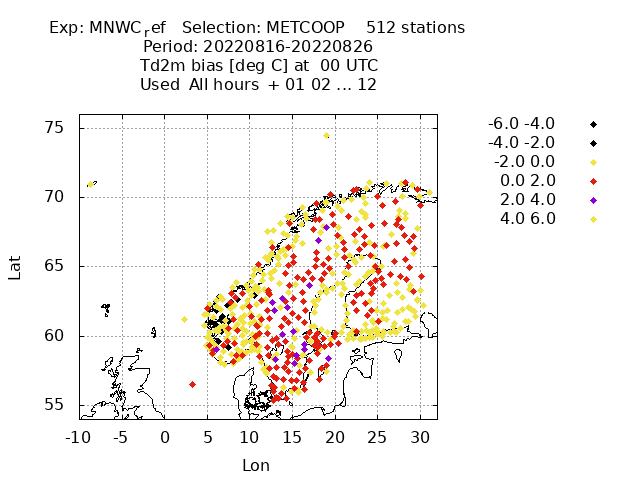 Exp: MNWC_ref   Selection: METCOOP    512 stations
Period: 20220816-20220826
Td2m bias [deg C] at  00 UTC
Used  All hours + 01 02 ... 12
-6.0 -4.0
-4.0 -2.0
-2.0 0.0
0.0 2.0
2.0 4.0
4.0 6.0
75
70
65
60
55
Lat
-10 -5 0 5 10 15 20 25 30
Lon